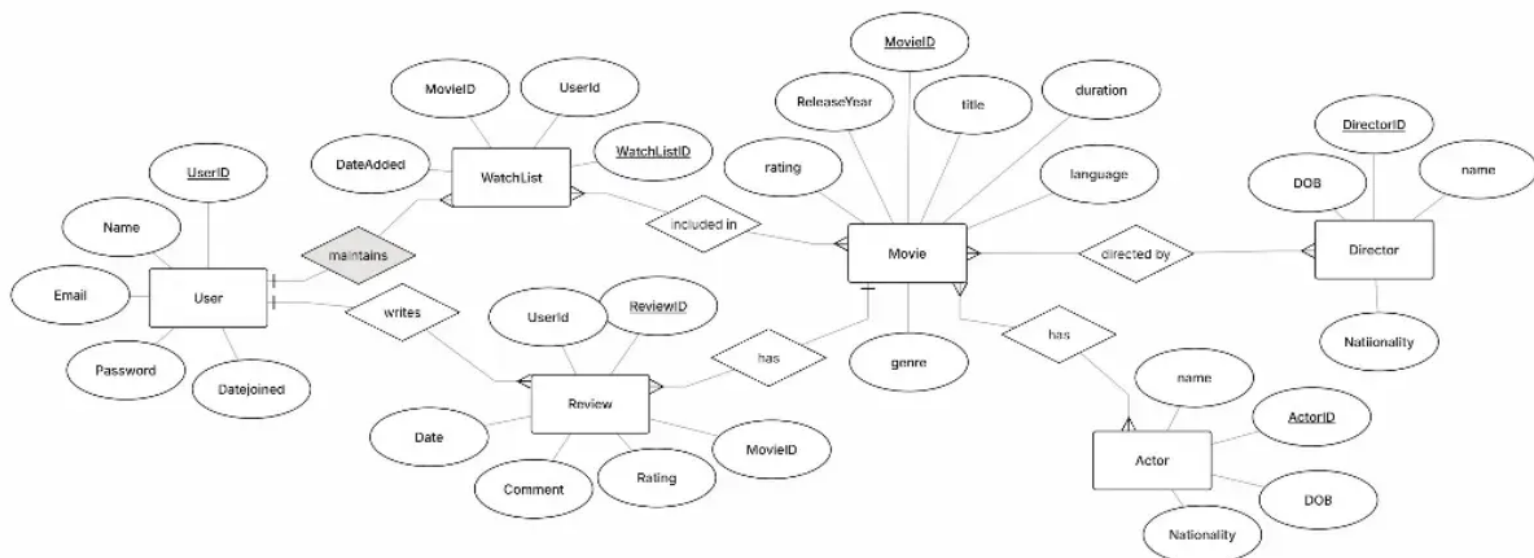 MovieID
MovieID
UserId
ReleaseYear
title
duration
DirectorID
UserID
DateAdded
WatchList
WatchListID
rating
language
DOB
name
Name
included in
maintains
Movie
directed by
Director
Email
User
writes
UserId
ReviewID
has
genre
has
Natiionality
Password
Datejoined
Review
name
Date
MovieID
ActorID
Comment
Rating
Actor
DOB
Nationality